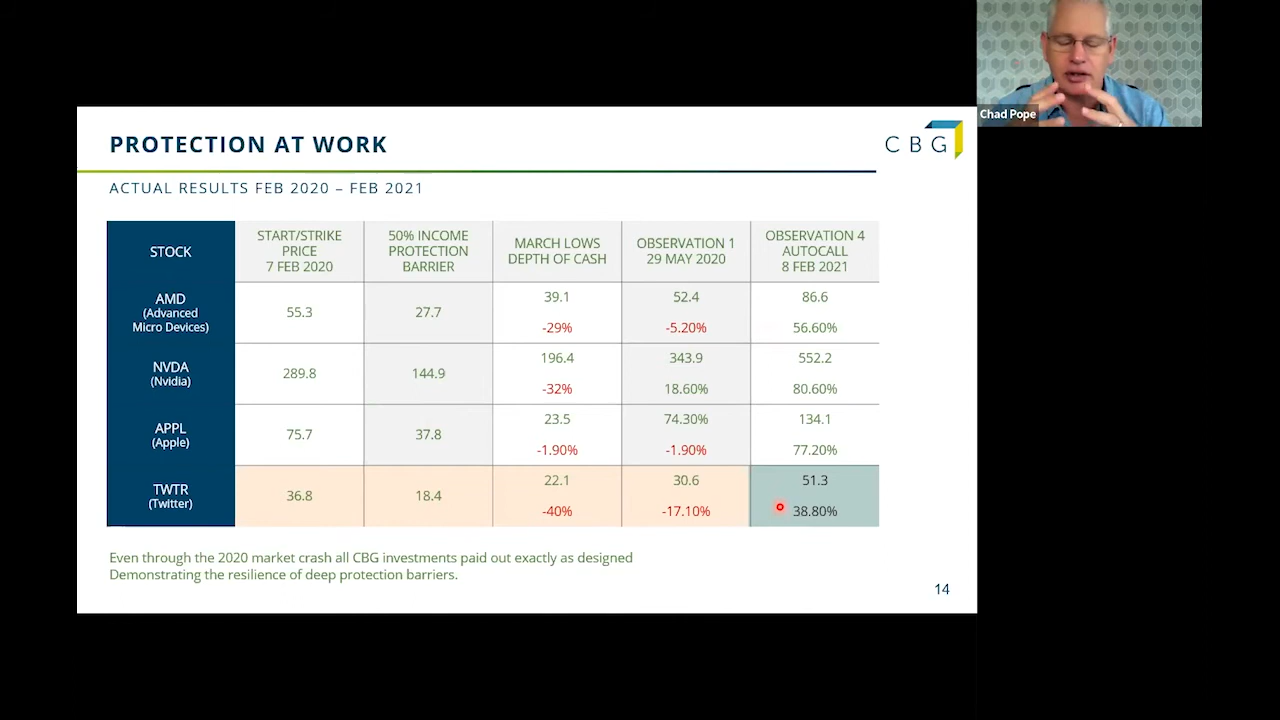 Chad Pope
PROTECTION AT WORK
CBG
ACTUAL RESULTS FEB 2020 – FEB 2021
STOCK
START/STRIKE
PRICE
7 FEB 2020
50% INCOME
PROTECTION
BARRIER
MARCH LOWS
DEPTH OF CASH
OBSERVATION 1
29 MAY 2020
OBSERVATION 4
AUTOCALL
8 FEB 2021
AMD
(Advanced
Micro Devices)
55.3
27.7
39.1
-29%
52.4
-5.20%
86.6
56.60%
NVDA
(Nvidia)
289.8
144.9
196.4
-32%
343.9
18.60%
552.2
80.60%
APPL
(Apple)
75.7
37.8
23.5
-1.90%
74.30%
-1.90%
134.1
77.20%
TWTR
(Twitter)
36.8
18.4
22.1
-40%
30.6
-17.10%
51.3
38.80%
Even through the 2020 market crash all CBG investments paid out exactly as designed
Demonstrating the resilience of deep protection barriers.
14